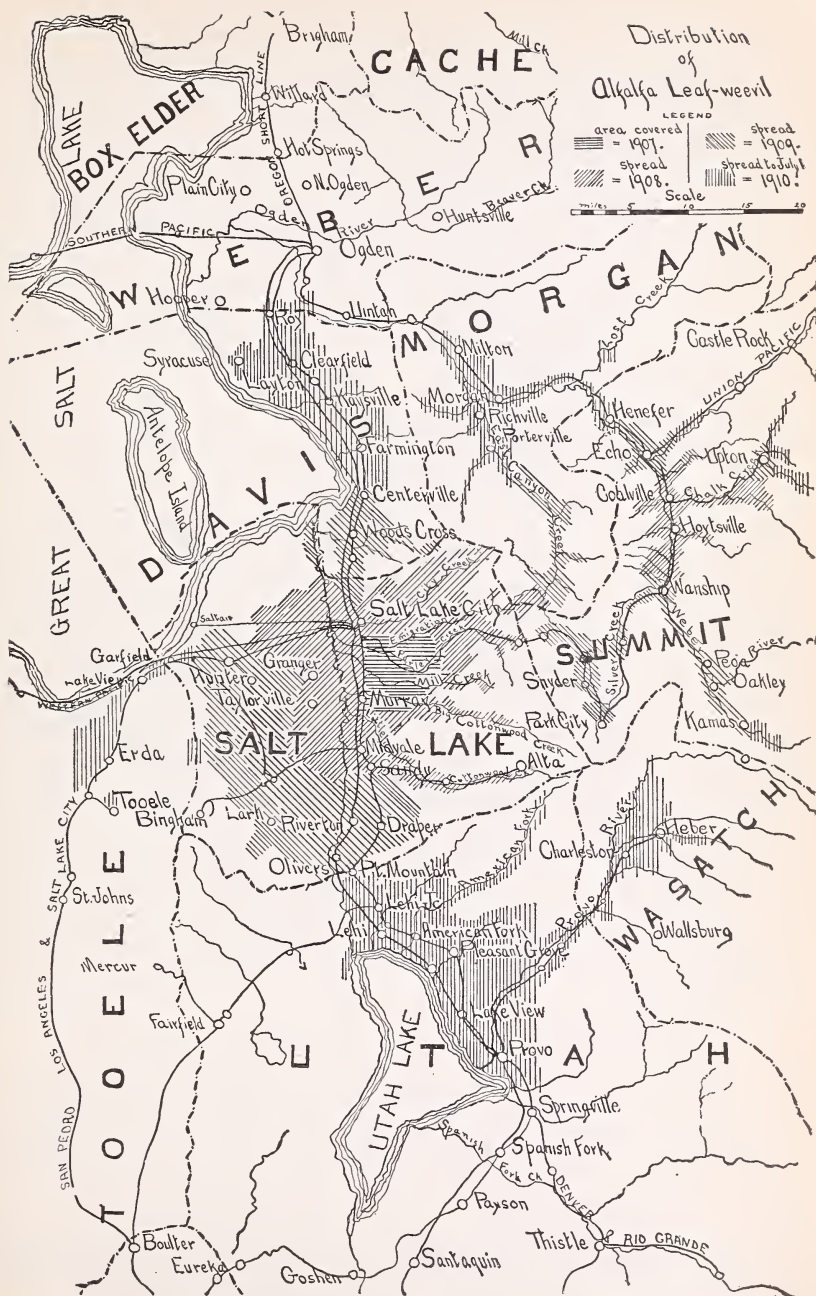 Distribution
of
Alfalfa Leaf-weevil
LEGEND
area covered = 1907.
spread = 1908.
spread = 1909.
spread to July 1 = 1910.
Scale
miles 5 10 15 20
Brigham
CACHE
Mill Ck
LAKE
BOX ELDER
OREGON SHORT LINE
Willard
Hot Springs
Plain City
N. Ogden
Huntsville
Beaver Ck.
Ogden River
Ogden
SOUTHERN PACIFIC
WEBER
Hooper
Roy
Uintah
MORGAN
Lost Creek
Milton
Castle Rock
UNION PACIFIC
Syracuse
Clearfield
Layton
Kaysville
Morgan
Richville
Porterville
Henefer
Echo
Upton
Chalk Creek
Coalville
Canyon Creek
SALT
Antelope Island
Farmington
Centerville
DAVIS
Hoytsville
Woods Cross
GREAT
City Creek
Wanship
Saltair
Salt Lake City
Emigration
SUMMIT
Silver Creek
Weber River
Peoa
Oakley
Garfield
Lake View
WESTERN PAC.
Hunter
Granger
Taylorville
Mill Creek
Murray
Big Cottonwood Creek
Snyder
Park City
Kamas
Erda
SALT LAKE
Midvale
Sandy
Cottonwood
Alta
Tooele
Bingham
Lark
Riverton
Draper
Olivers
Pt. Mountain
American Fork
Provo River
Heber
Charleston
WASATCH
Wallsburg
St. Johns
Lehi Jc.
Lehi
American Fork
Pleasant Grove
Mercur
Fairfield
Lake View
Provo
TOOELE
UTAH
UTAH LAKE
Springville
Spanish Fork Ck.
Spanish Fork
SAN PEDRO LOS ANGELES & SALT LAKE CITY
Payson
DENVER
Thistle
& RIO GRANDE
Boulter
Eureka
Goshen
Santaquin